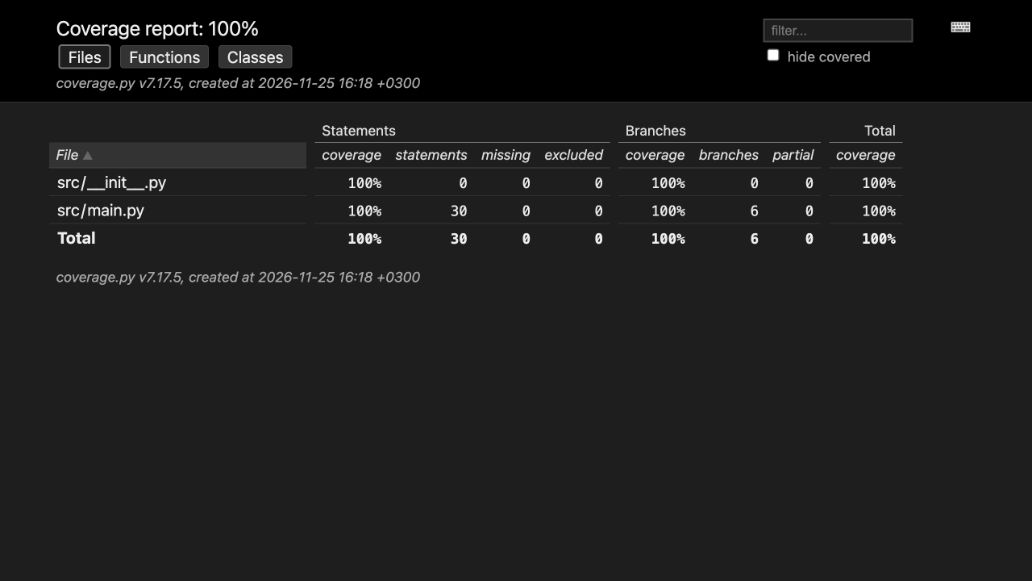 Coverage report: 100%
filter...
Files Functions Classes
hide covered
coverage.py v7.17.5, created at 2026-11-25 16:18 +0300
Statements Branches Total
File ▲ coverage statements missing excluded coverage branches partial coverage
src/__init__.py 100% 0 0 0 100% 0 0 100%
src/main.py 100% 30 0 0 100% 6 0 100%
Total 100% 30 0 0 100% 6 0 100%
coverage.py v7.17.5, created at 2026-11-25 16:18 +0300